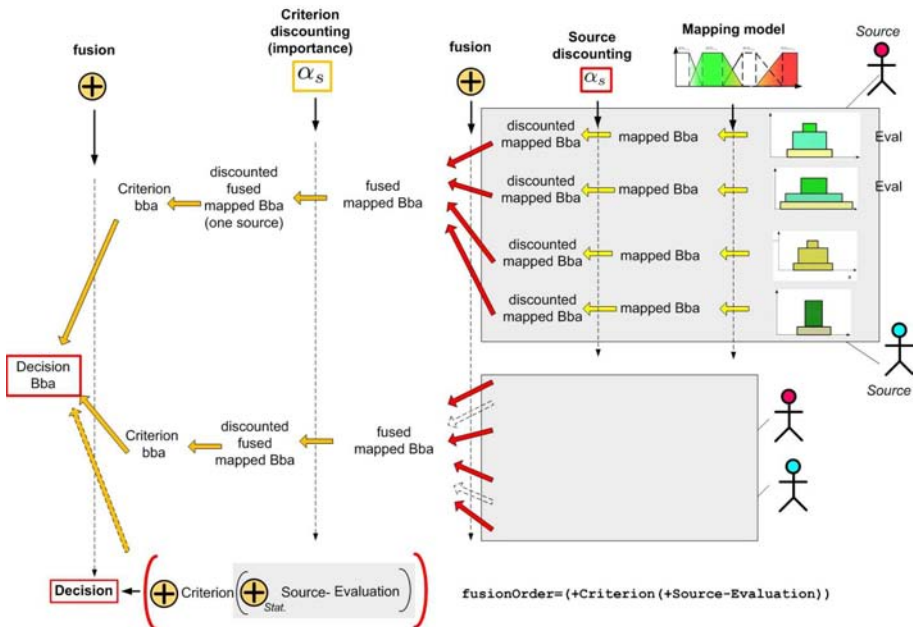 Criterion
discounting
(importance)
αs
fusion
fusion
Source
discounting
αs
Mapping model
Source
discounted
mapped Bba
mapped Bba
Eval
discounted
mapped Bba
mapped Bba
Eval
discounted
mapped Bba
mapped Bba
discounted
mapped Bba
mapped Bba
Criterion
bba
discounted
fused
mapped Bba
(one source)
fused
mapped Bba
Source
Decision
Bba
Criterion
bba
discounted
fused
mapped Bba
fused
mapped Bba
Decision
( + Criterion ( + Stat. Source- Evaluation ) )
fusionOrder=(+Criterion(+Source-Evaluation))